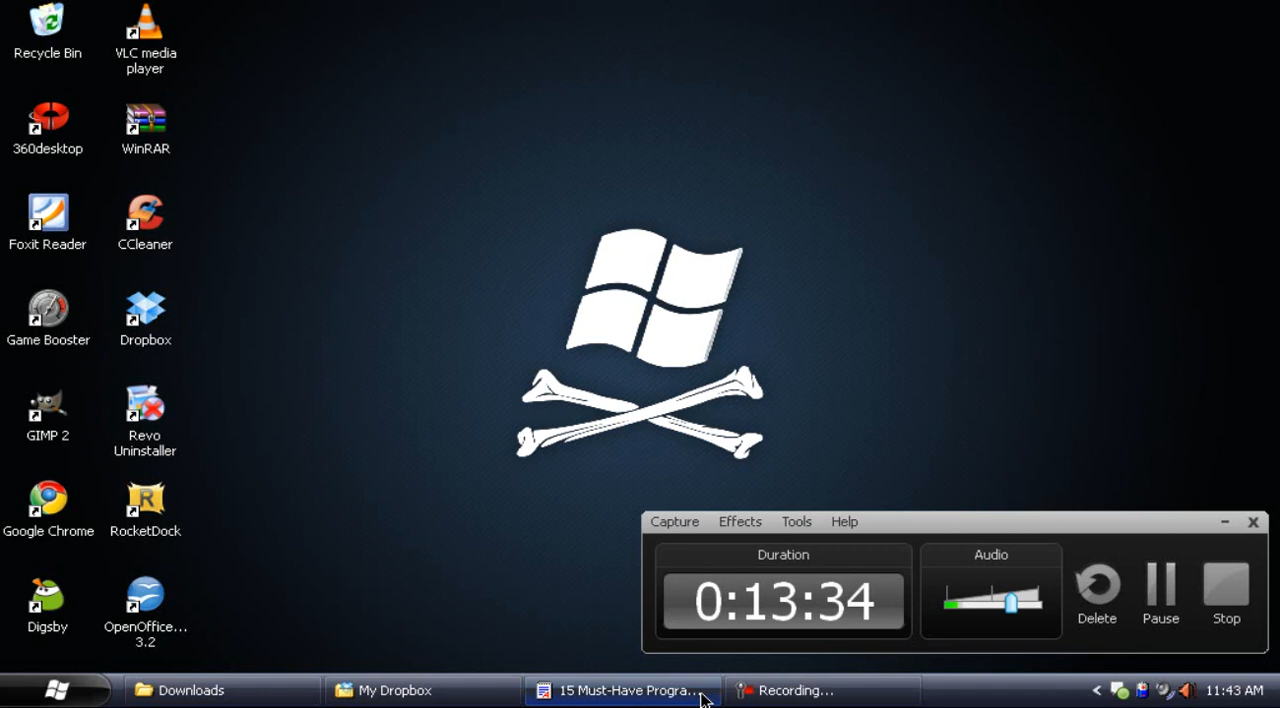 Recycle Bin
VLC media
player
360desktop
WinRAR
Foxit Reader
CCleaner
Game Booster
Dropbox
GIMP 2
Revo
Uninstaller
Google Chrome
RocketDock
Digsby
OpenOffice...
3.2
Capture Effects Tools Help
Duration
Audio
0:13:34
Delete
Pause
Stop
Downloads
My Dropbox
15 Must-Have Progra...
Recording...
11:43 AM